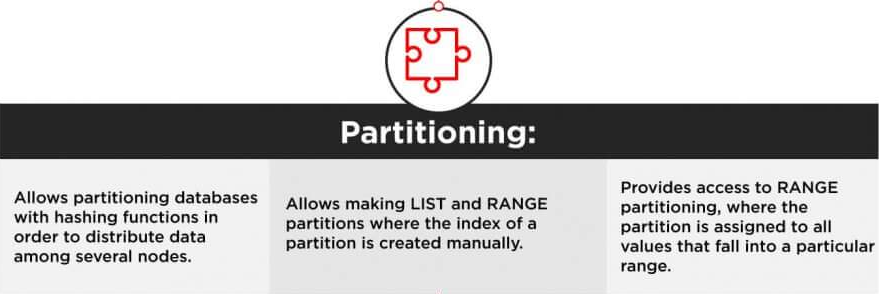 Partitioning:
Allows partitioning databases
with hashing functions in
order to distribute data
among several nodes.
Allows making LIST and RANGE
partitions where the index of a
partition is created manually.
Provides access to RANGE
partitioning, where the
partition is assigned to all
values that fall into a particular
range.